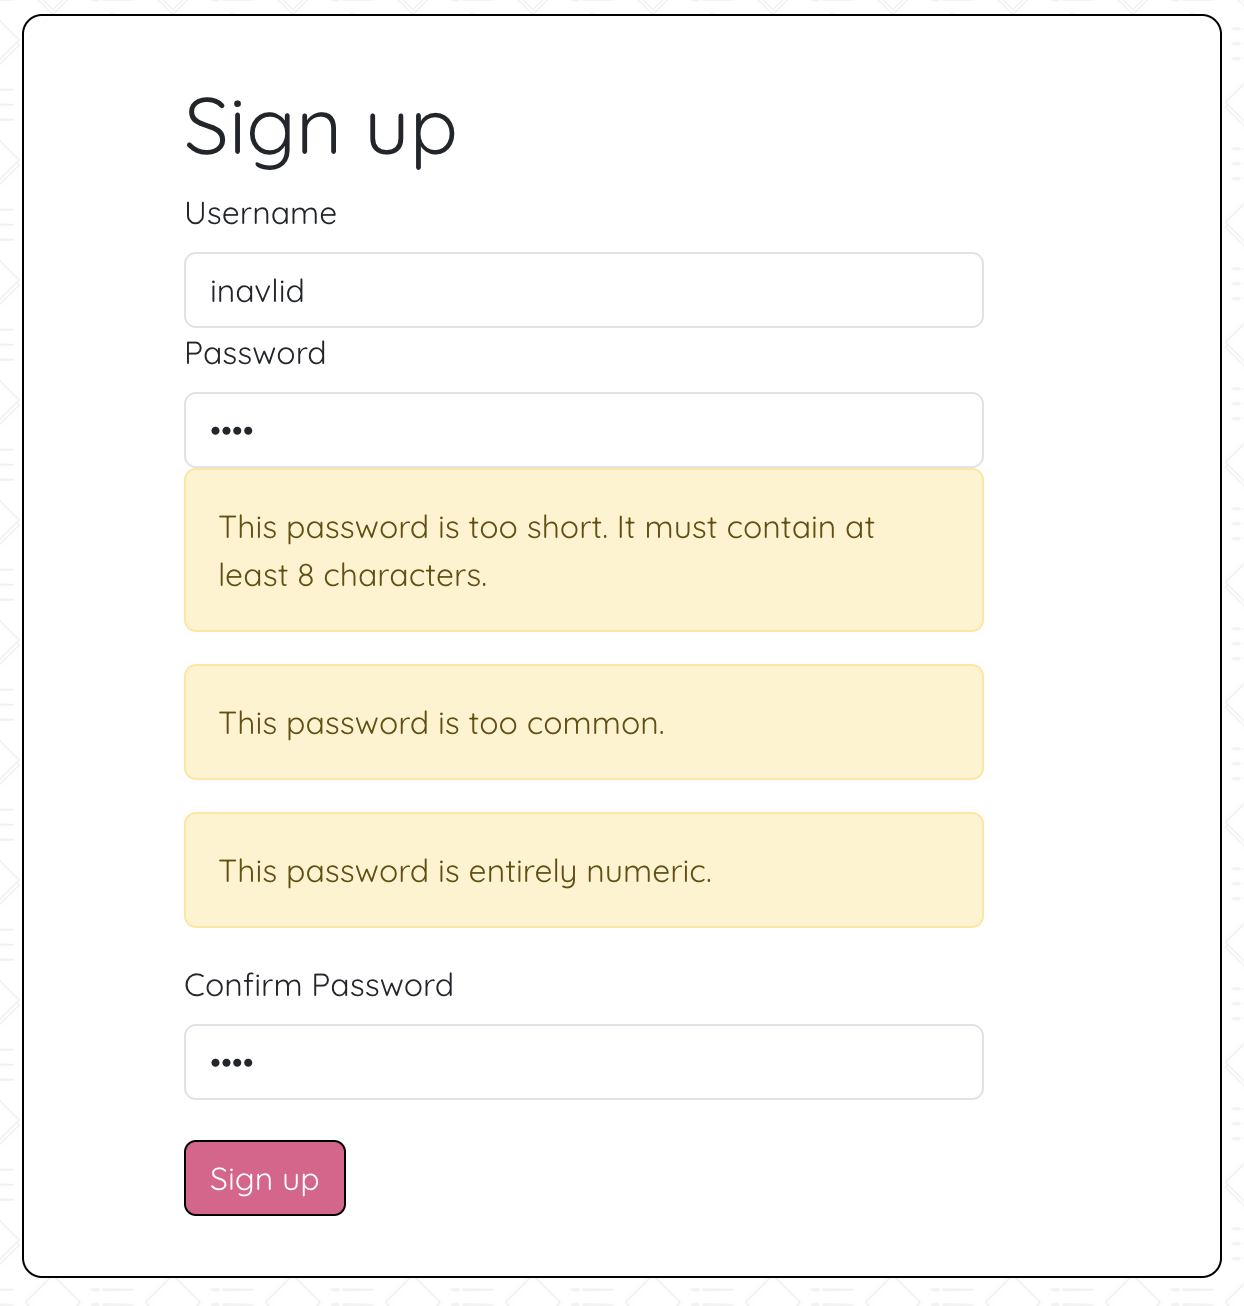 Sign up
Username
inavlid
Password
••••
This password is too short. It must contain at
least 8 characters.
This password is too common.
This password is entirely numeric.
Confirm Password
••••
Sign up